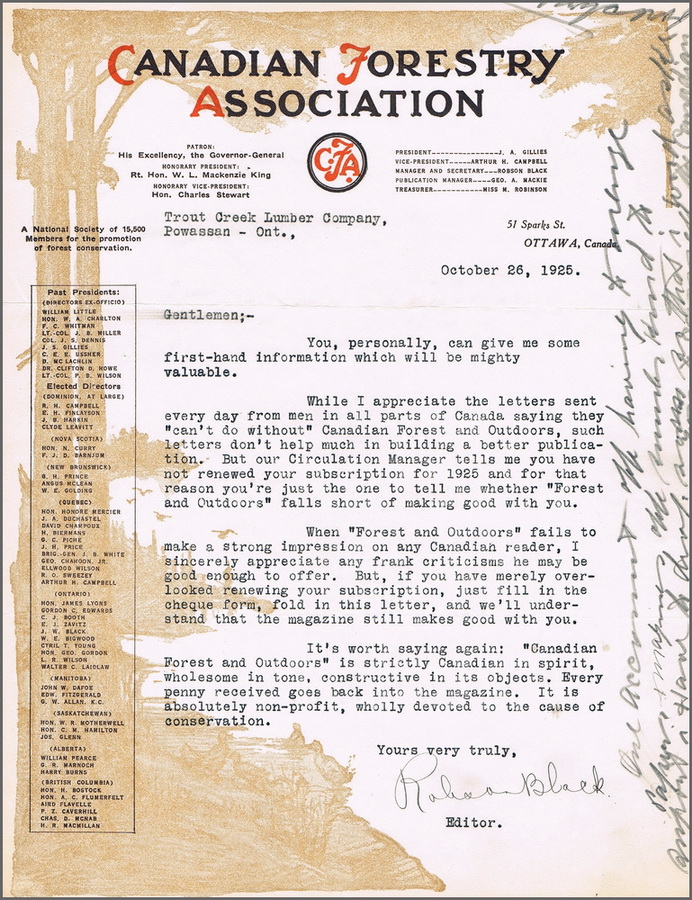 CANADIAN FORESTRY
ASSOCIATION
PATRON:
His Excellency, the Governor-General
HONORARY PRESIDENT:
Rt. Hon. W. L. Mackenzie King
HONORARY VICE-PRESIDENT:
Hon. Charles Stewart
C.F.A.
PRESIDENT---------------J. A. GILLIES
VICE-PRESIDENT-----ARTHUR H. CAMPBELL
MANAGER AND SECRETARY---ROBSON BLACK
PUBLICATION MANAGER----GEO. A. MACKIE
TREASURER------------MISS M. ROBINSON
A National Society of 15,500
Members for the promotion
of forest conservation.
Trout Creek Lumber Company,
Powassan - Ont.,
51 Sparks St.
OTTAWA, Canada
October 26, 1925.
Past Presidents:
(DIRECTORS EX-OFFICIO)
WILLIAM LITTLE
HON. W. A. CHARLTON
F. C. WHITMAN
LT.-COL. J. B. MILLER
COL. J. S. DENNIS
J. S. GILLIES
C. E. E. USSHER
D. MCLACHLIN
DR. CLIFTON D. HOWE
LT.-COL. P. B. WILSON
Elected Directors
(DOMINION, AT LARGE)
R. H. CAMPBELL
E. H. FINLAYSON
J. B. HARKIN
CLYDE LEAVITT
(NOVA SCOTIA)
HON. N. CURRY
F. J. D. BARNJUM
(NEW BRUNSWICK)
G. H. PRINCE
ANGUS MCLEAN
W. E. GOLDING
(QUEBEC)
HON. HONORE MERCIER
J. A. DUCHASTEL
DAVID CHAMPOUX
H. BIERMANS
G. C. PICHE
J. H. PRICE
BRIG.-GEN. J. B. WHITE
GEO. CHAHOON, JR.
ELLWOOD WILSON
R. O. SWEEZEY
ARTHUR H. CAMPBELL
(ONTARIO)
HON. JAMES LYONS
GORDON C. EDWARDS
C. J. BOOTH
E. J. ZAVITZ
J. W. BLACK
W. E. BIGWOOD
CYRIL T. YOUNG
HON. GEO. GORDON
L. R. WILSON
WALTER C. LAIDLAW
(MANITOBA)
JOHN W. DAFOE
EDW. FITZGERALD
G. W. ALLAN, K.C.
(SASKATCHEWAN)
HON. W. R. MOTHERWELL
HON. C. M. HAMILTON
JOS. GLENN
(ALBERTA)
WILLIAM PEARCE
G. R. MARNOCH
HARRY BURNS
(BRITISH COLUMBIA)
HON. H. BOSTOCK
HON. A. C. FLUMERFELT
AIRD FLAVELLE
P. Z. CAVERHILL
CHAS. D. MCNAB
H. R. MACMILLAN
Gentlemen;-
You, personally, can give me some
first-hand information which will be mighty
valuable.
While I appreciate the letters sent
every day from men in all parts of Canada saying they
"can't do without" Canadian Forest and Outdoors, such
letters don't help much in building a better publica-
tion. But our Circulation Manager tells me you have
not renewed your subscription for 1925 and for that
reason you're just the one to tell me whether "Forest
and Outdoors" falls short of making good with you.
When "Forest and Outdoors" fails to
make a strong impression on any Canadian reader, I
sincerely appreciate any frank criticisms he may be
good enough to offer. But, if you have merely over-
looked renewing your subscription, just fill in the
cheque form, fold in this letter, and we'll under-
stand that the magazine still makes good with you.
It's worth saying again: "Canadian
Forest and Outdoors" is strictly Canadian in spirit,
wholesome in tone, constructive in its objects. Every
penny received goes back into the magazine. It is
absolutely non-profit, wholly devoted to the cause of
conservation.
Yours very truly,
Robson Black
Editor.
On account of having to